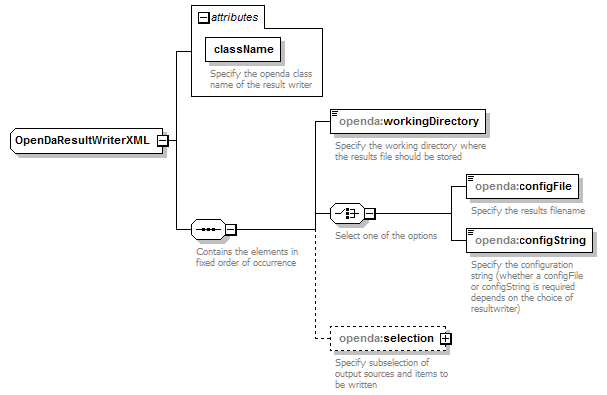 attributes
className
Specify the openda class
name of the result writer
OpenDaResultWriterXML
openda:workingDirectory
Specify the working directory where
the results file should be stored
Contains the elements in
fixed order of occurrence
Select one of the options
openda:configFile
Specify the results filename
openda:configString
Specify the configuration
string (whether a configFile
or configString is required
depends on the choice of
resultwriter)
openda:selection
Specify subselection of
output sources and items to
be written